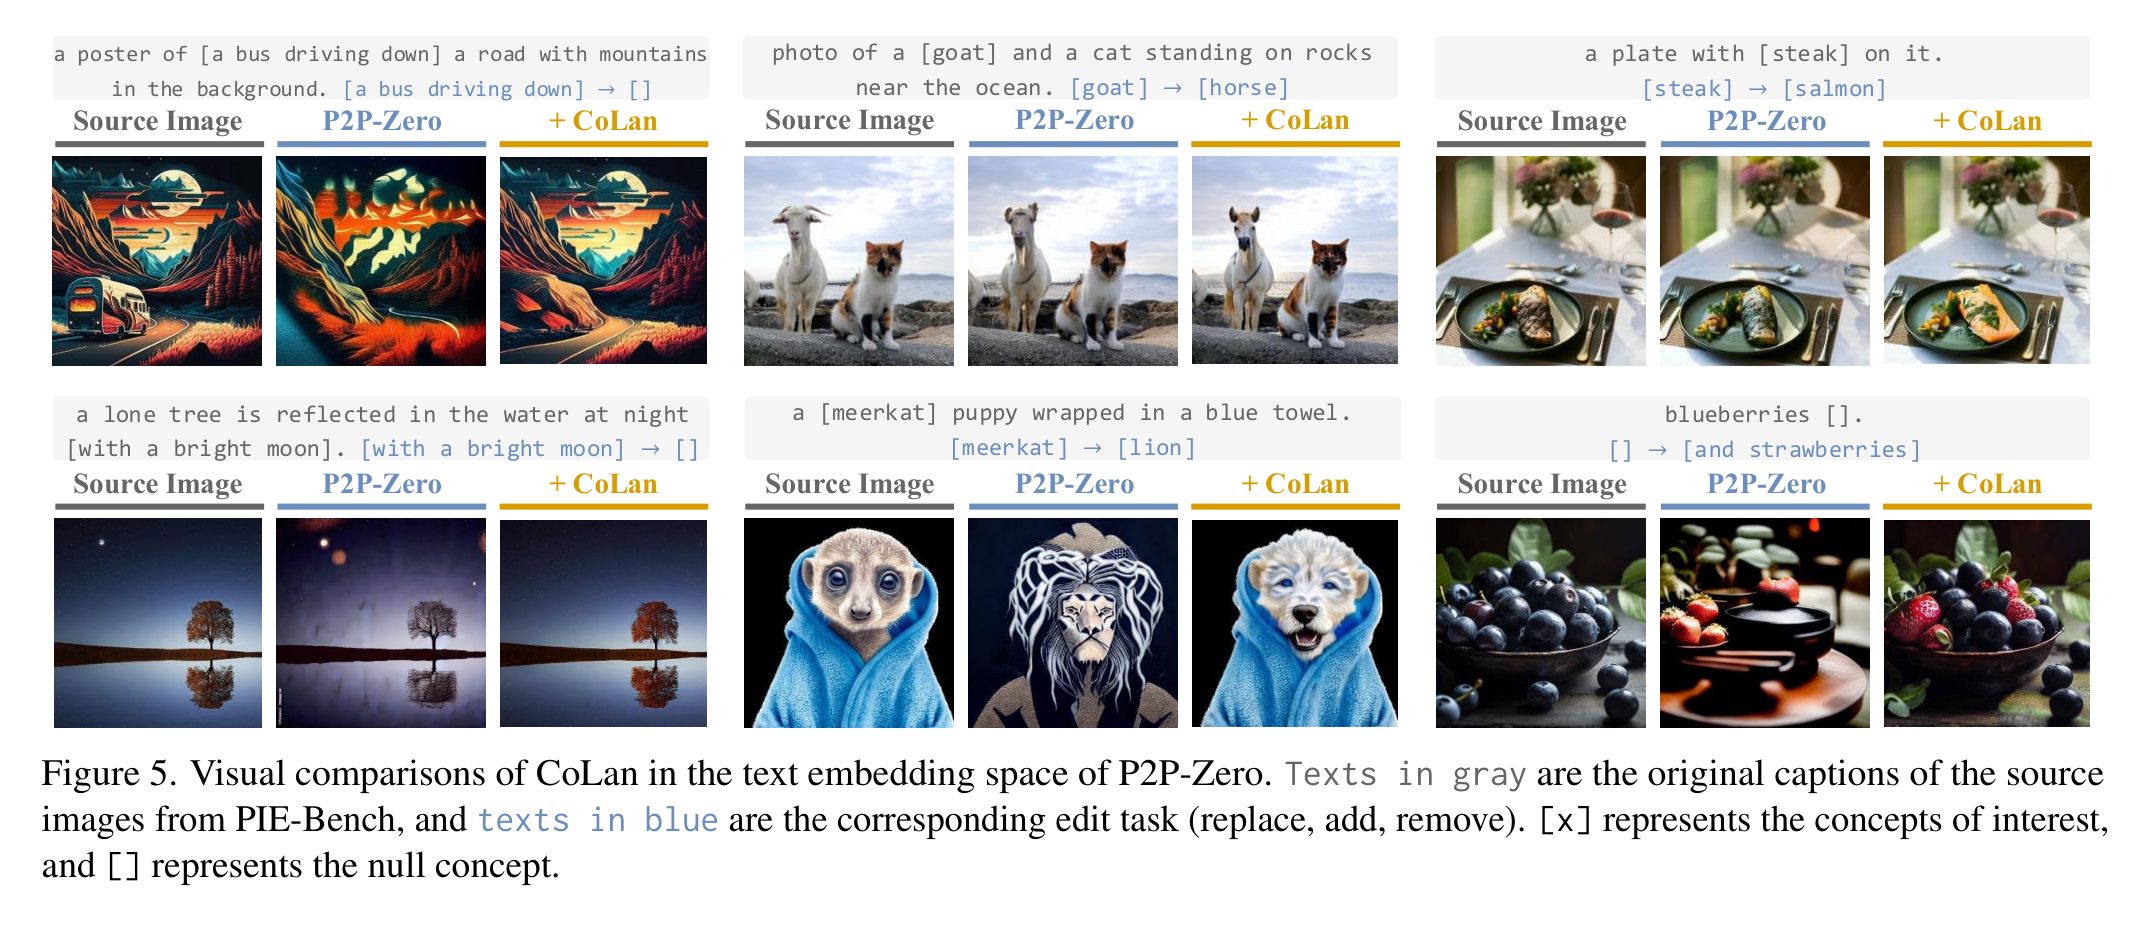 a poster of [a bus driving down] a road with mountains
in the background. [a bus driving down] → []
Source Image P2P-Zero + CoLan
photo of a [goat] and a cat standing on rocks
near the ocean. [goat] → [horse]
Source Image P2P-Zero + CoLan
a plate with [steak] on it.
[steak] → [salmon]
Source Image P2P-Zero + CoLan
a lone tree is reflected in the water at night
[with a bright moon]. [with a bright moon] → []
Source Image P2P-Zero + CoLan
a [meerkat] puppy wrapped in a blue towel.
[meerkat] → [lion]
Source Image P2P-Zero + CoLan
blueberries [].
[] → [and strawberries]
Source Image P2P-Zero + CoLan
Figure 5. Visual comparisons of CoLan in the text embedding space of P2P-Zero. Texts in gray are the original captions of the source
images from PIE-Bench, and texts in blue are the corresponding edit task (replace, add, remove). [x] represents the concepts of interest,
and [] represents the null concept.